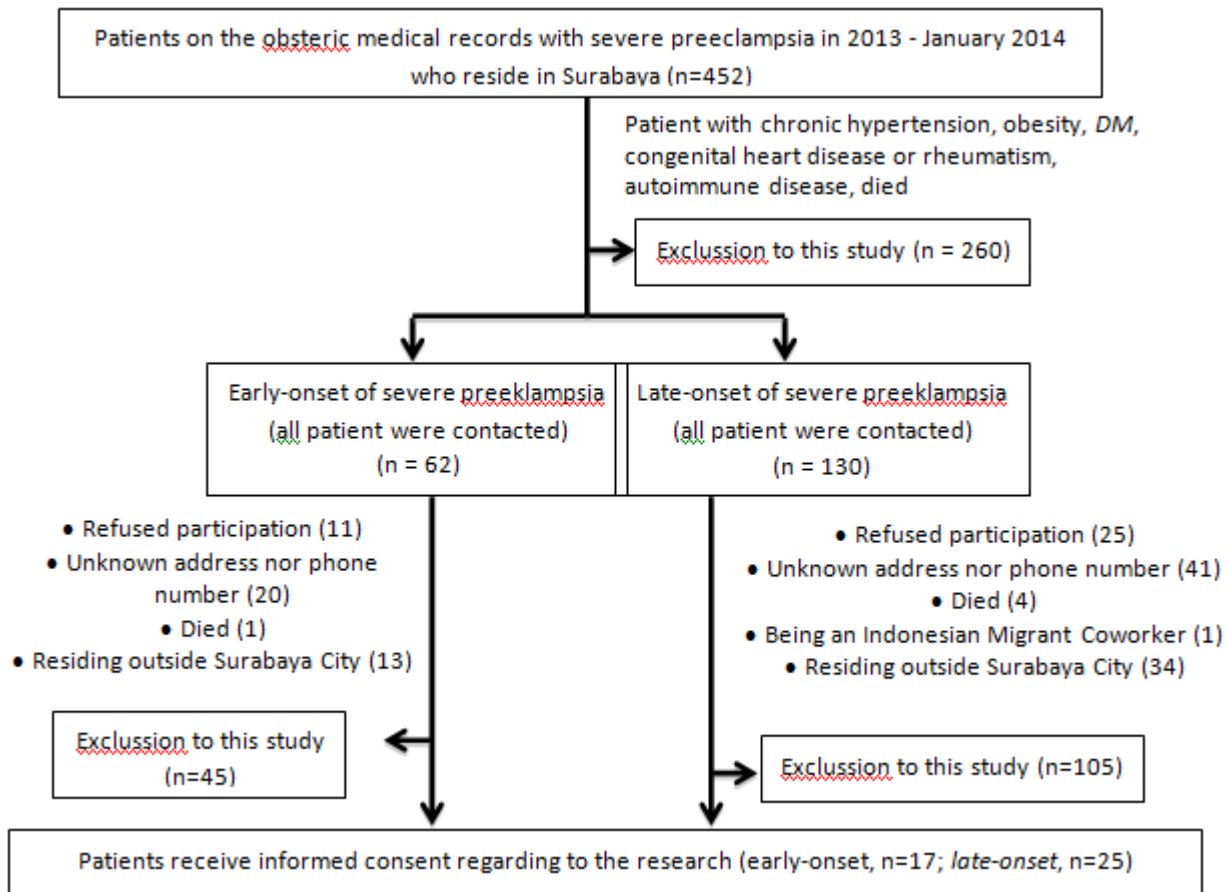 Patients on the obsteric medical records with severe preeclampsia in 2013 - January 2014
who reside in Surabaya (n=452)
Patient with chronic hypertension, obesity, DM,
congenital heart disease or rheumatism,
autoimmune disease, died
Exclussion to this study (n = 260)
Early-onset of severe preeklampsia
(all patient were contacted)
(n = 62)
Late-onset of severe preeklampsia
(all patient were contacted)
(n = 130)
• Refused participation (11)
• Unknown address nor phone
number (20)
• Died (1)
• Residing outside Surabaya City (13)
• Refused participation (25)
• Unknown address nor phone number (41)
• Died (4)
• Being an Indonesian Migrant Coworker (1)
• Residing outside Surabaya City (34)
Exclussion to this study
(n=45)
Exclussion to this study (n=105)
Patients receive informed consent regarding to the research (early-onset, n=17; late-onset, n=25)